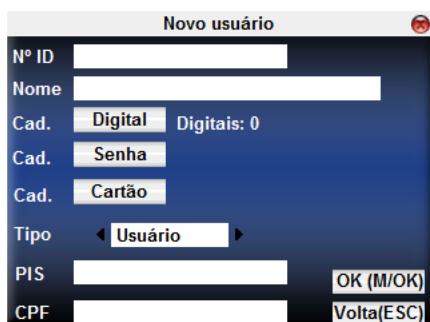 Novo usuário
Nº ID
Nome
Cad. Digital Digitais: 0
Cad. Senha
Cad. Cartão
Tipo Usuário
PIS OK (M/OK)
CPF Volta(ESC)